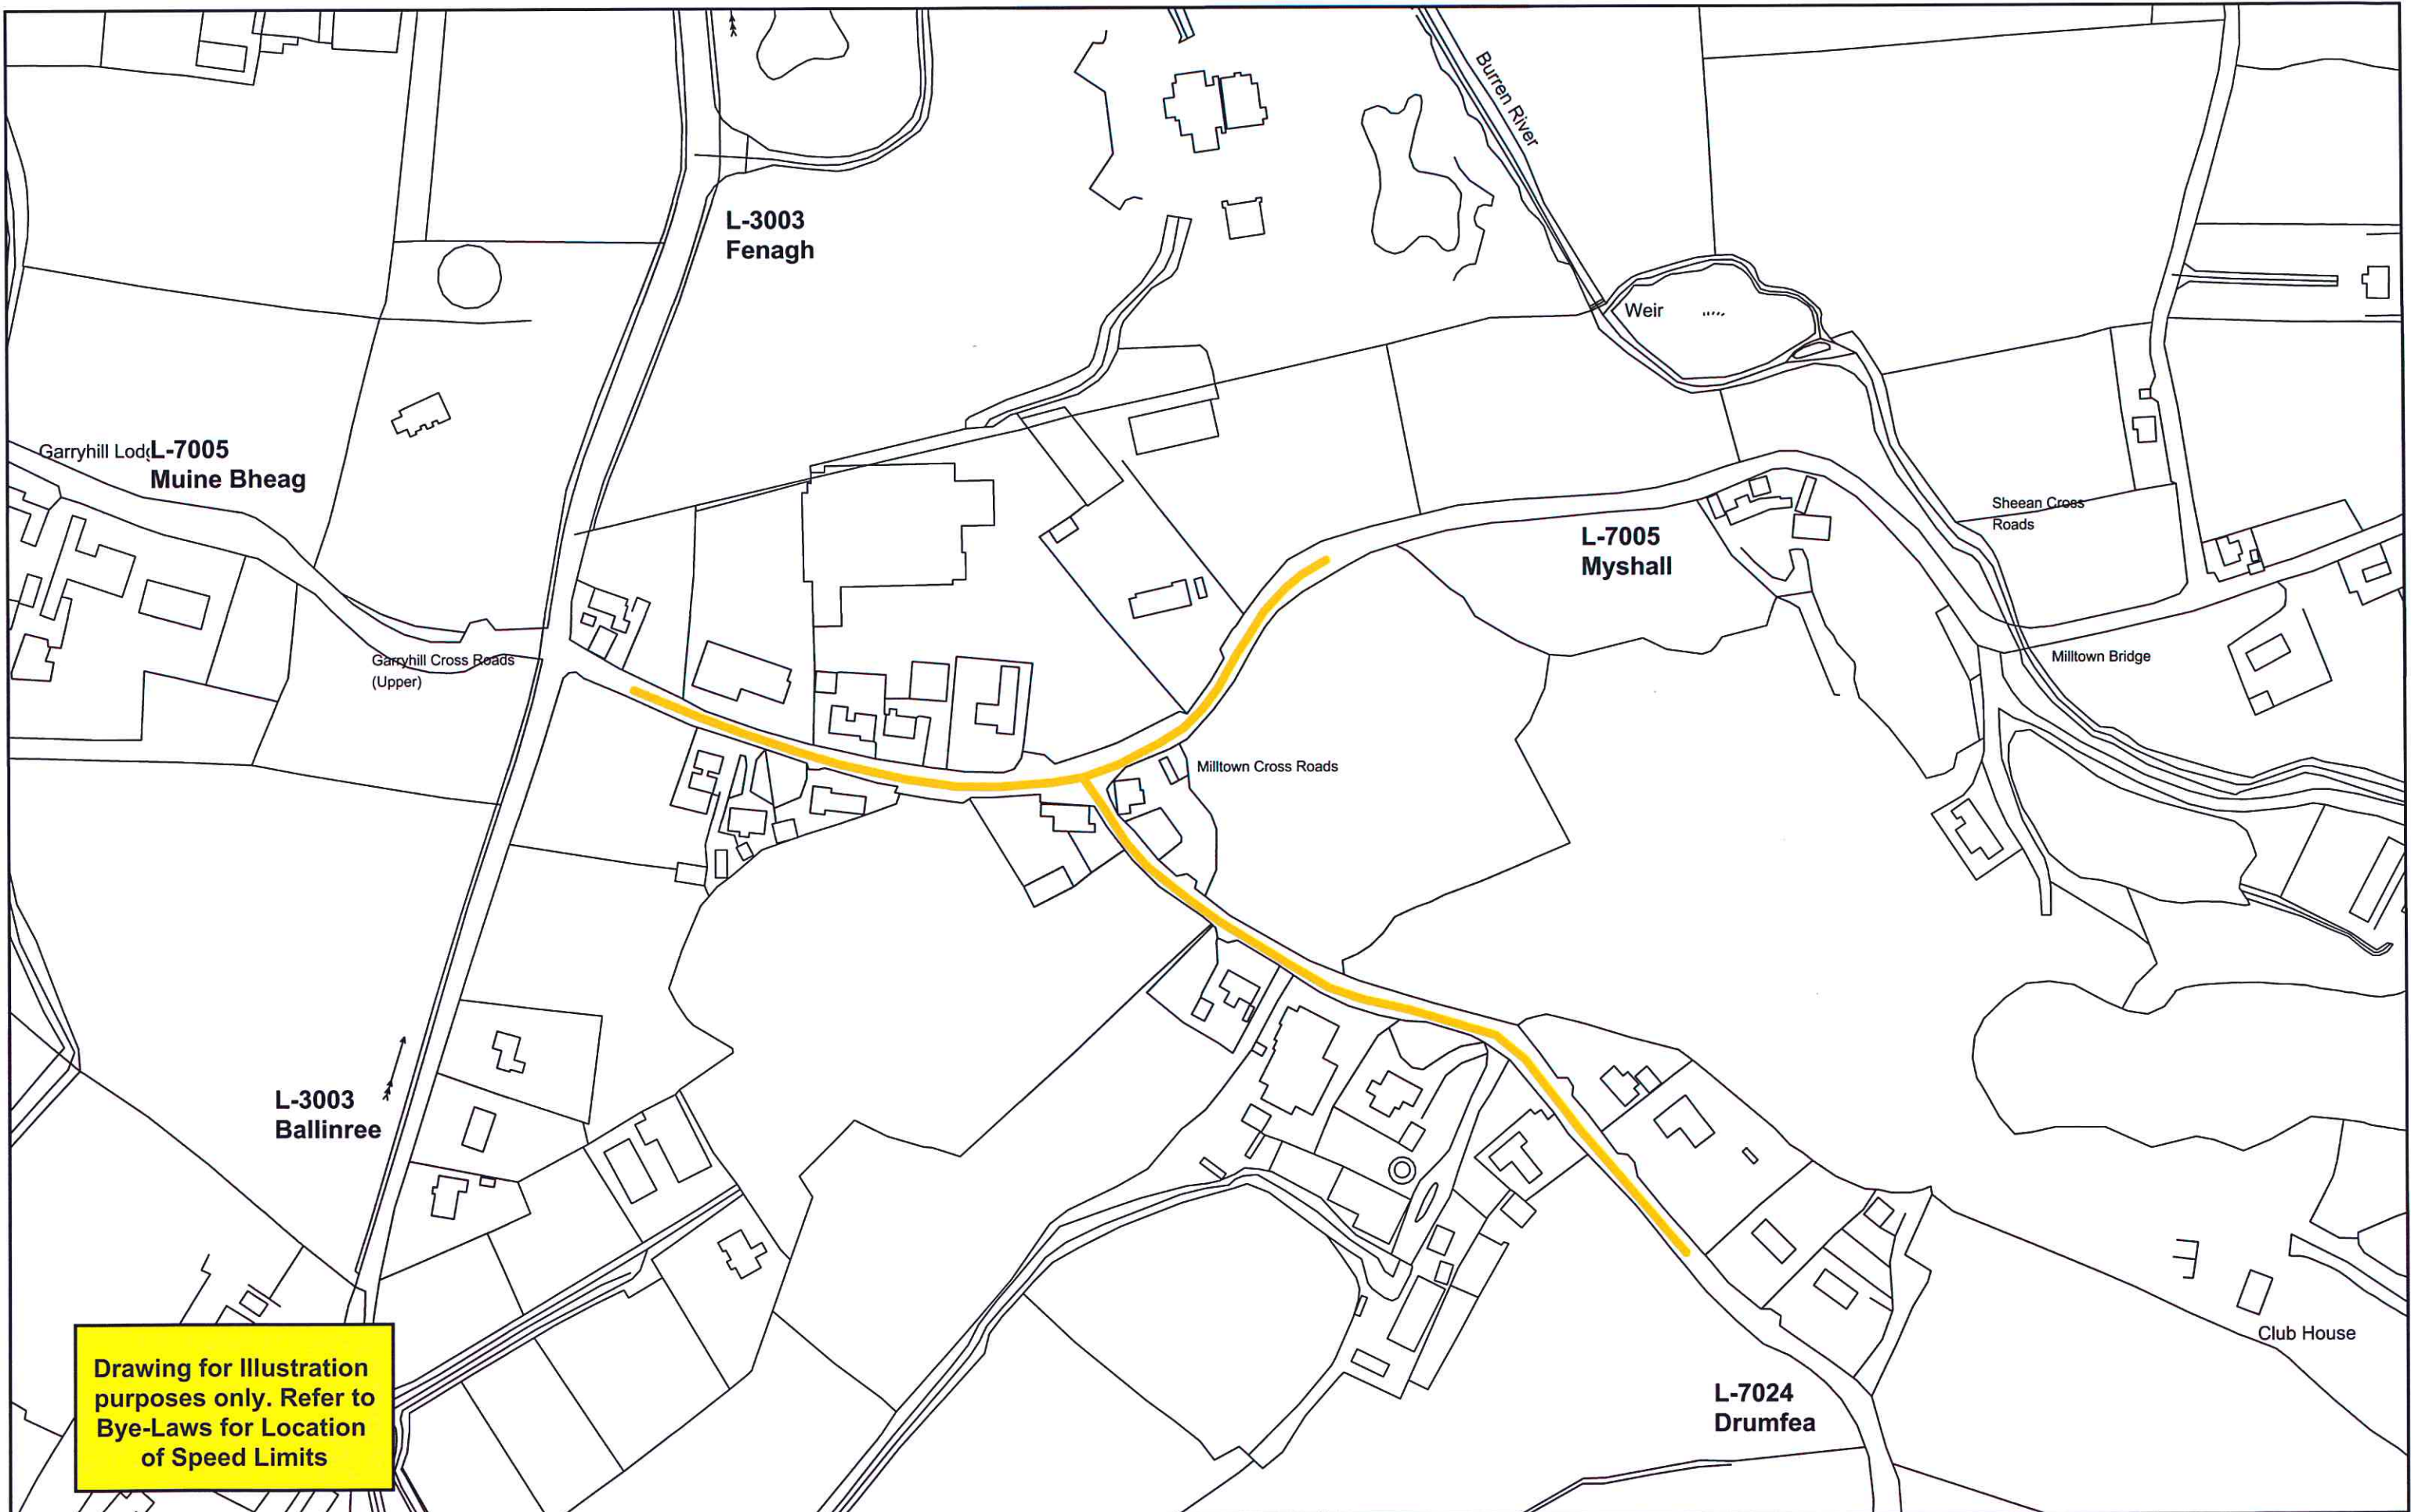 Burren River
L-3003
Fenagh
Weir
Garryhill Lodg
L-7005
Muine Bheag
Sheean Cross
Roads
L-7005
Myshall
Garryhill Cross Roads
(Upper)
Milltown Bridge
Milltown Cross Roads
L-3003
Ballinree
Club House
Drawing for Illustration
purposes only. Refer to
Bye-Laws for Location
of Speed Limits
L-7024
Drumfea